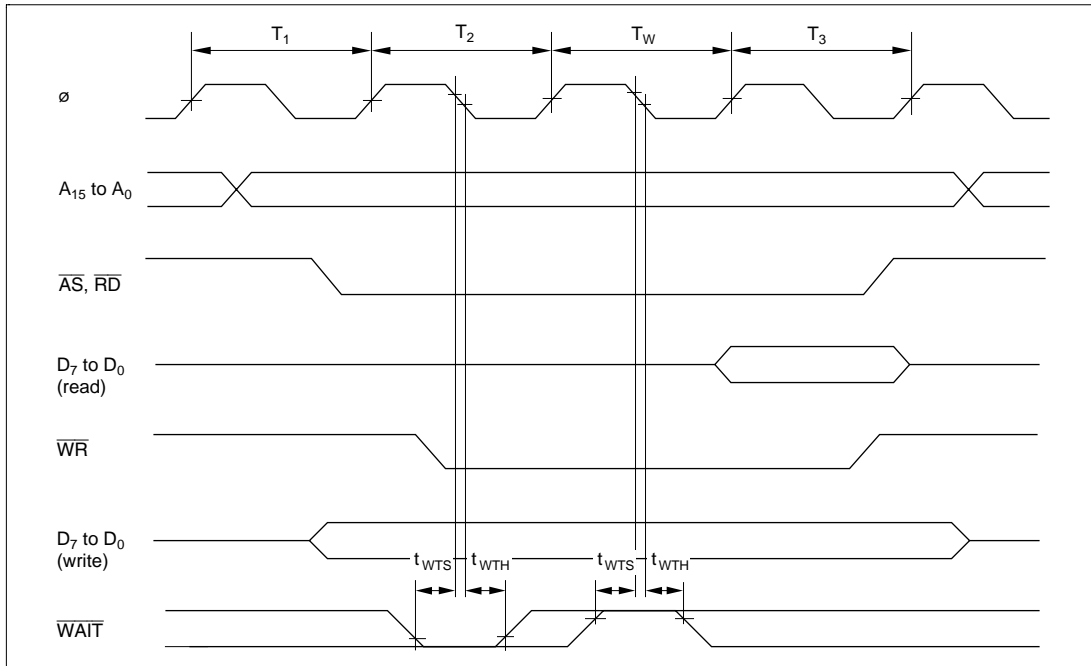 T1 T2 TW T3
ø
A15 to A0
AS, RD
D7 to D0
(read)
WR
D7 to D0
(write)
tWTS tWTH tWTS tWTH
WAIT